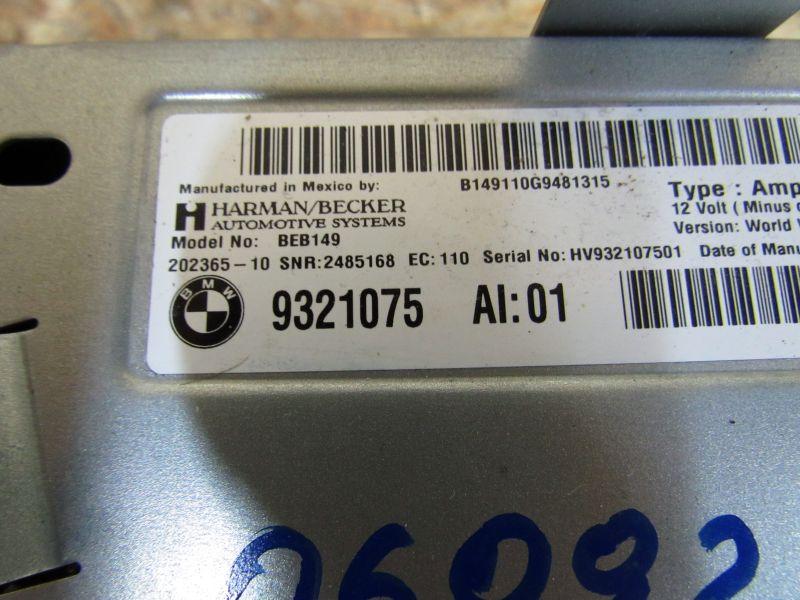 Manufactured in Mexico by:
HARMAN/BECKER
AUTOMOTIVE SYSTEMS
Model No: BEB149
B149110G9481315
Type : Amp
12 Volt ( Minus
Version: World
202365-10 SNR:2485168 EC: 110 Serial No: HV932107501 Date of Manu
BMW
9321075 AI:01
06092